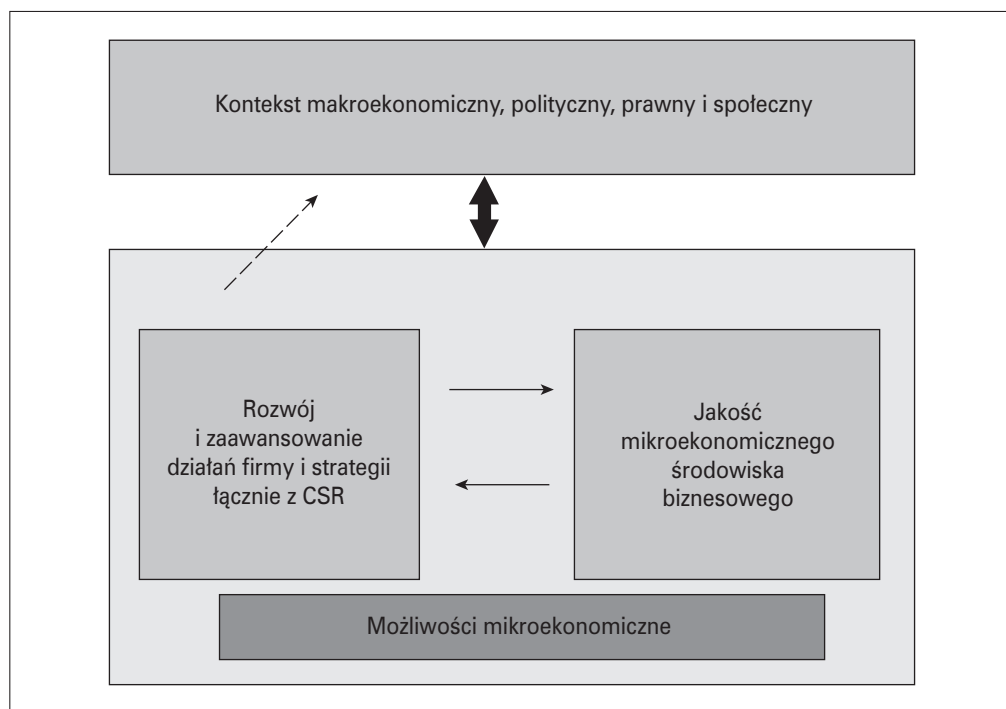 Kontekst makroekonomiczny, polityczny, prawny i społeczny
Rozwój
i zaawansowanie
działań firmy i strategii
łącznie z CSR
Jakość
mikroekonomicznego
środowiska
biznesowego
Możliwości mikroekonomiczne